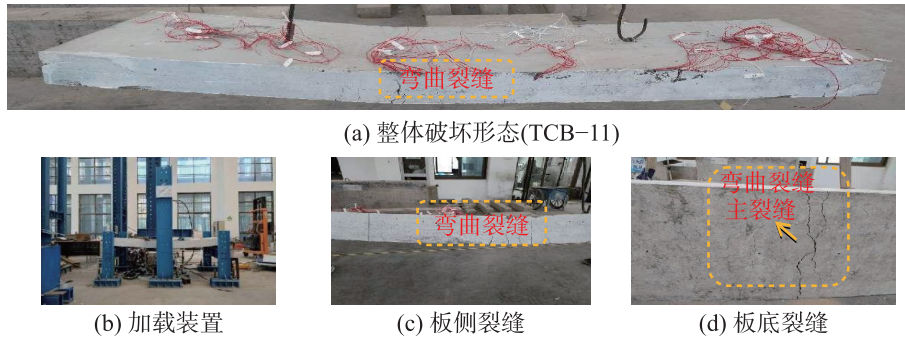 弯曲裂缝
(a) 整体破坏形态(TCB−11)
弯曲裂缝
弯曲裂缝
主裂缝
(b) 加载装置
(c) 板侧裂缝
(d) 板底裂缝